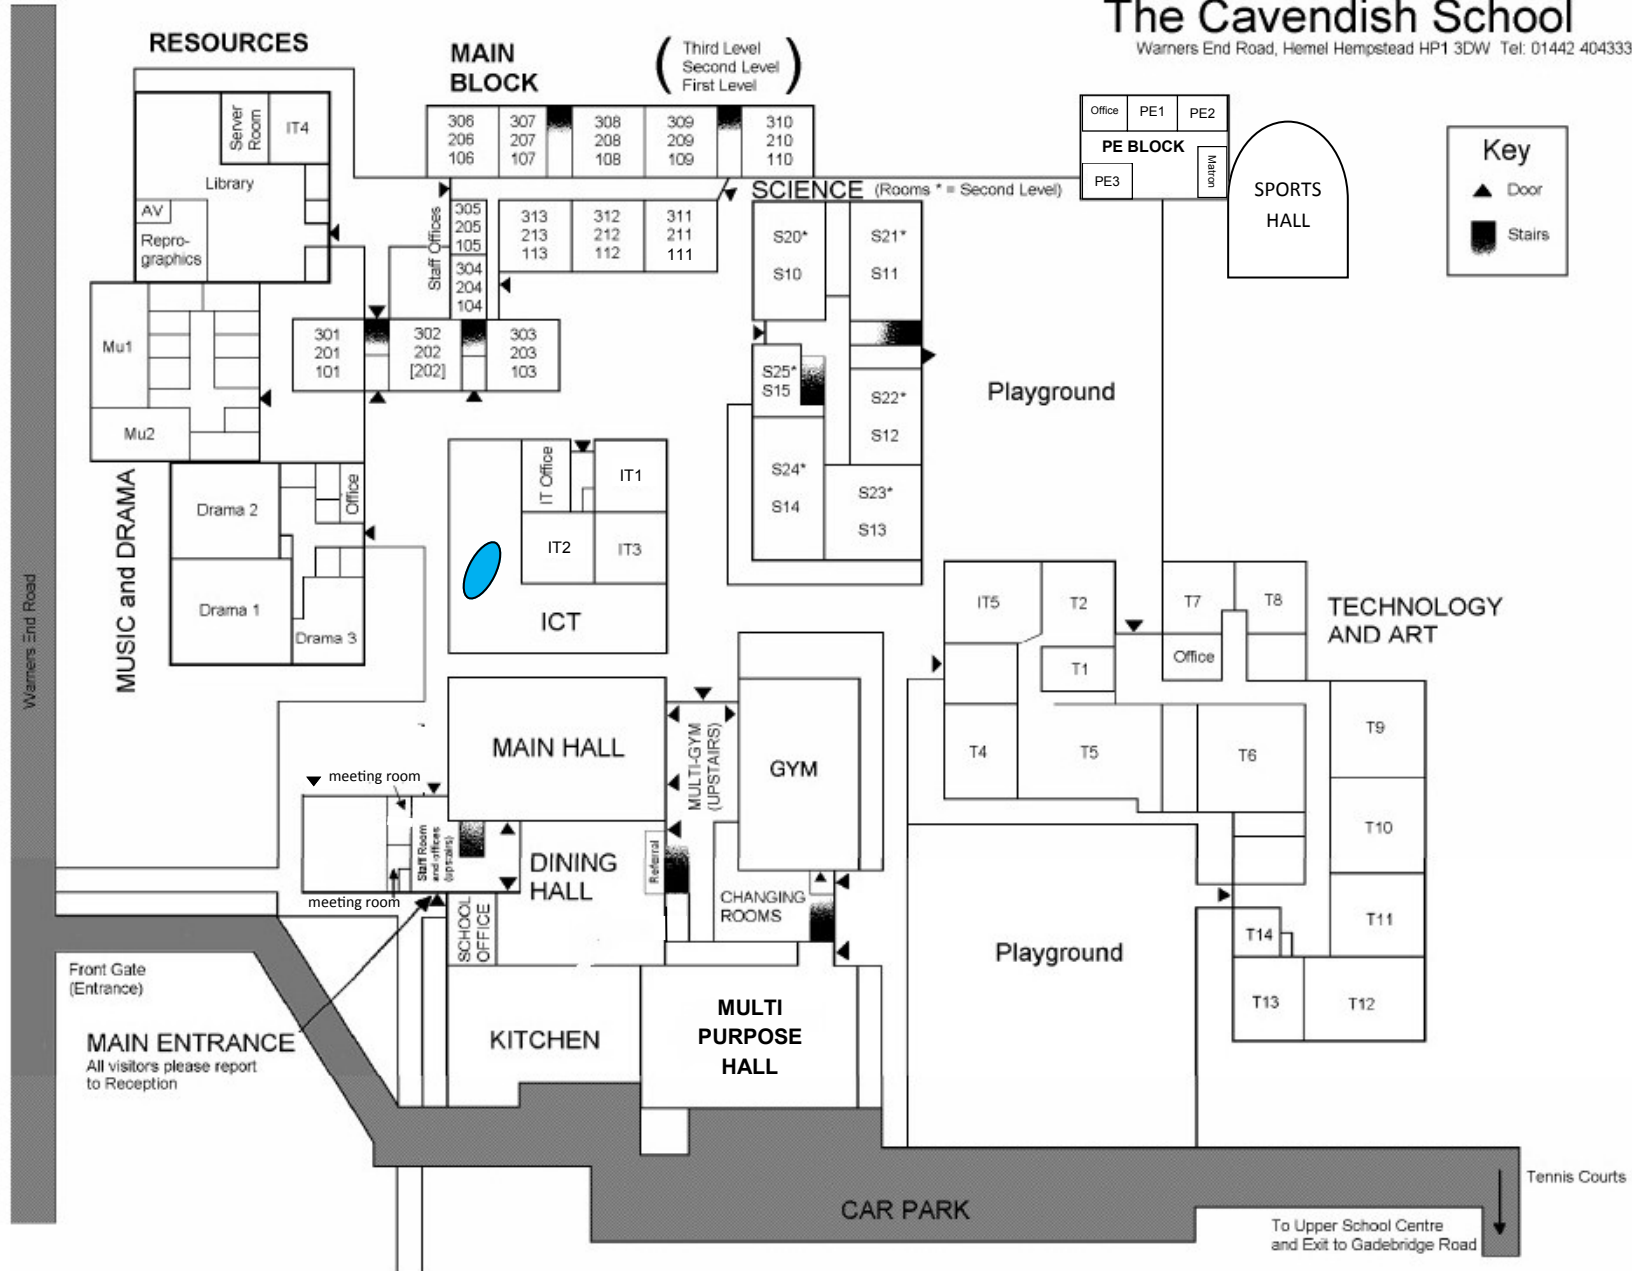 The Cavendish School
Warners End Road, Hemel Hempstead HP1 3DW Tel: 01442 404333
RESOURCES
MAIN
BLOCK
(Third Level
Second Level
First Level)
Server
Room
IT4
Library
AV
Repro-
graphics
306
206
106
307
207
107
308
208
108
309
209
109
310
210
110
Staff Offices
305
205
105
304
204
104
313
213
113
312
212
112
311
211
111
301
201
101
302
202
[202]
303
203
103
SCIENCE (Rooms * = Second Level)
S20*
S10
S21*
S11
S25*
S15
S22*
S12
S24*
S14
S23*
S13
Office
PE1
PE2
PE BLOCK
PE3
Matron
SPORTS
HALL
Key
Door
Stairs
Playground
Mu1
Mu2
MUSIC and DRAMA
Drama 2
Office
Drama 1
Drama 3
IT Office
IT1
IT2
IT3
ICT
Warners End Road
IT5
T2
T1
T7
T8
Office
TECHNOLOGY
AND ART
T4
T5
T6
T9
T10
T11
T14
T13
T12
MAIN HALL
MULTI-GYM
(UPSTAIRS)
GYM
meeting room
Staff Room
and offices
(upstairs)
meeting room
DINING
HALL
Referral
CHANGING
ROOMS
SCHOOL
OFFICE
Playground
Front Gate
(Entrance)
MAIN ENTRANCE
All visitors please report
to Reception
KITCHEN
MULTI
PURPOSE
HALL
CAR PARK
Tennis Courts
To Upper School Centre
and Exit to Gadebridge Road